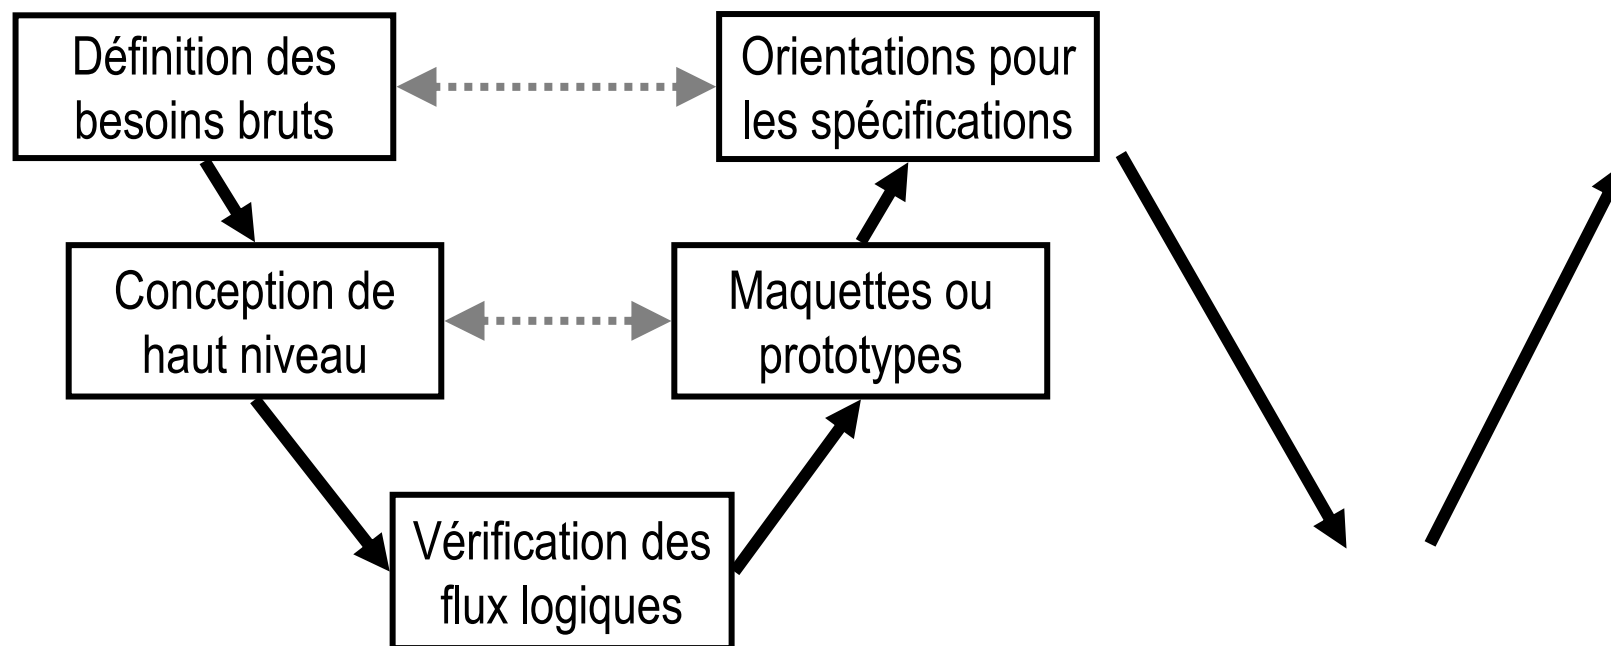 Définition des
besoins bruts
Orientations pour
les spécifications
Conception de
haut niveau
Maquettes ou
prototypes
Vérification des
flux logiques